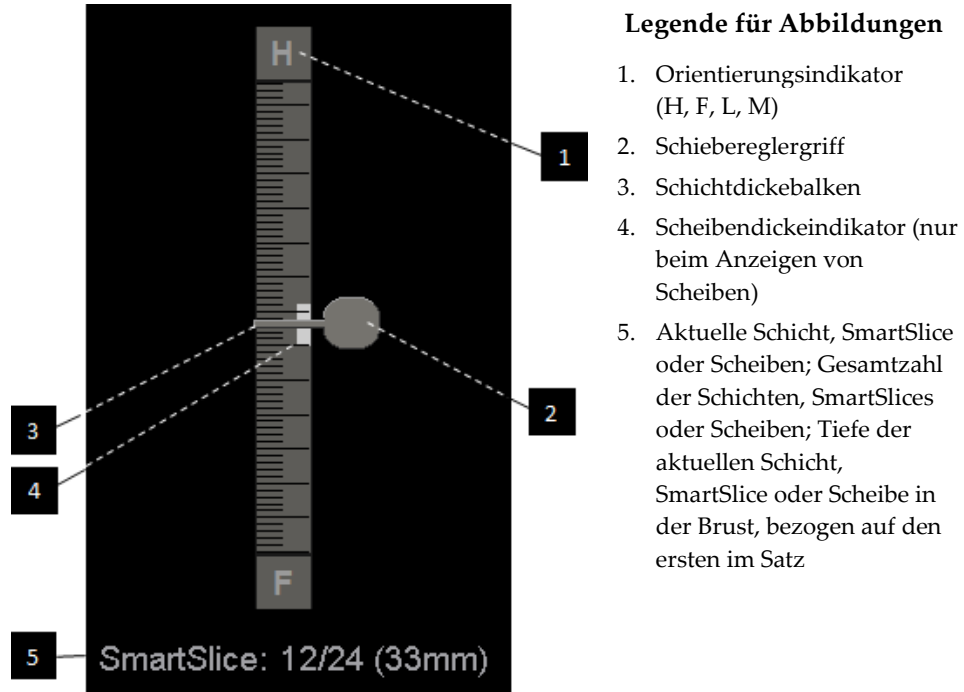 H
1
2
3
4
F
5
SmartSlice: 12/24 (33mm)
Legende für Abbildungen
1. Orientierungsindikator
(H, F, L, M)
2. Schiebereglergriff
3. Schichtdickebalken
4. Scheibendickeindikator (nur
beim Anzeigen von
Scheiben)
5. Aktuelle Schicht, SmartSlice
oder Scheiben; Gesamtzahl
der Schichten, SmartSlices
oder Scheiben; Tiefe der
aktuellen Schicht,
SmartSlice oder Scheibe in
der Brust, bezogen auf den
ersten im Satz